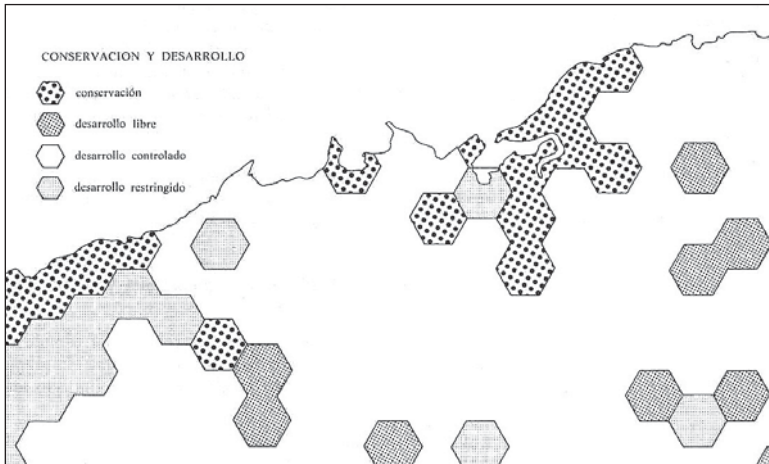 CONSERVACION Y DESARROLLO
conservación
desarrollo libre
desarrollo controlado
desarrollo restringido